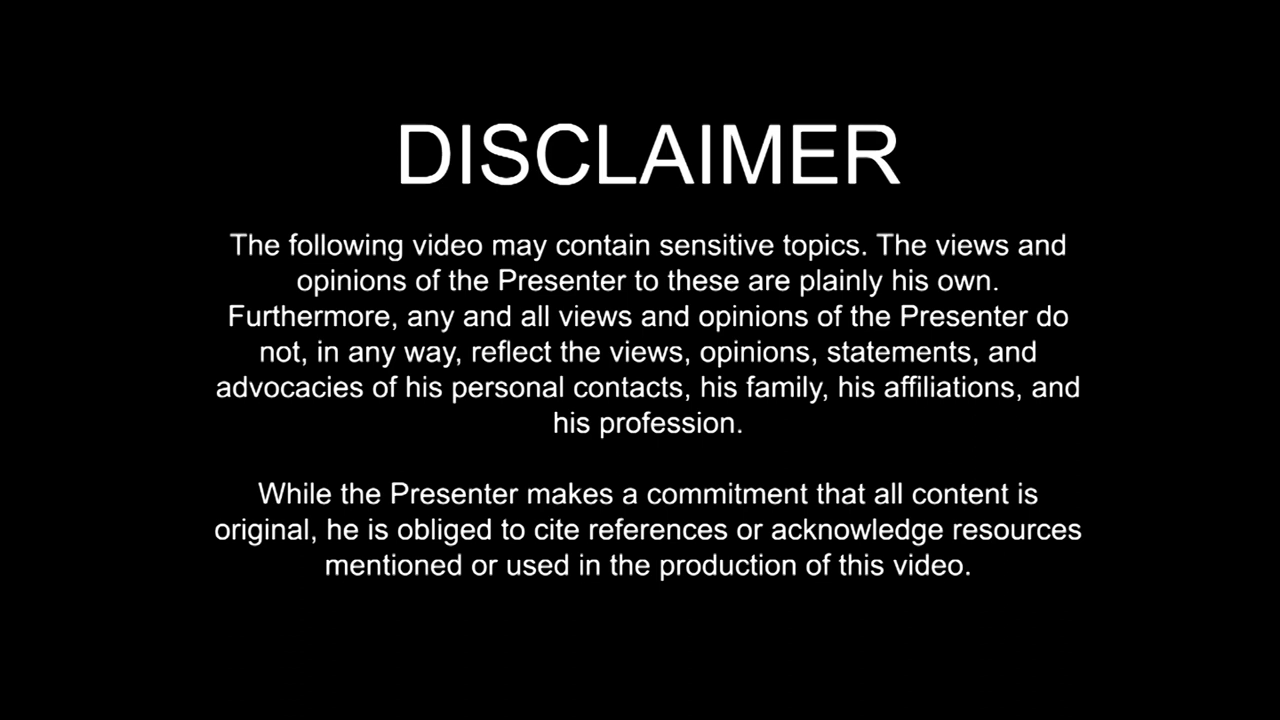 DISCLAIMER
The following video may contain sensitive topics. The views and
opinions of the Presenter to these are plainly his own.
Furthermore, any and all views and opinions of the Presenter do
not, in any way, reflect the views, opinions, statements, and
advocacies of his personal contacts, his family, his affiliations, and
his profession.
While the Presenter makes a commitment that all content is
original, he is obliged to cite references or acknowledge resources
mentioned or used in the production of this video.